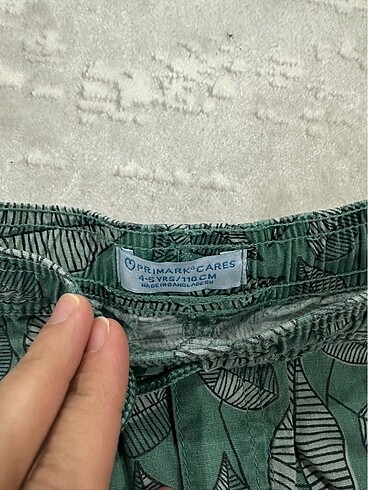 PRIMARK® CARES
4-5 YRS/110 CM
MADE IN BANGLADESH